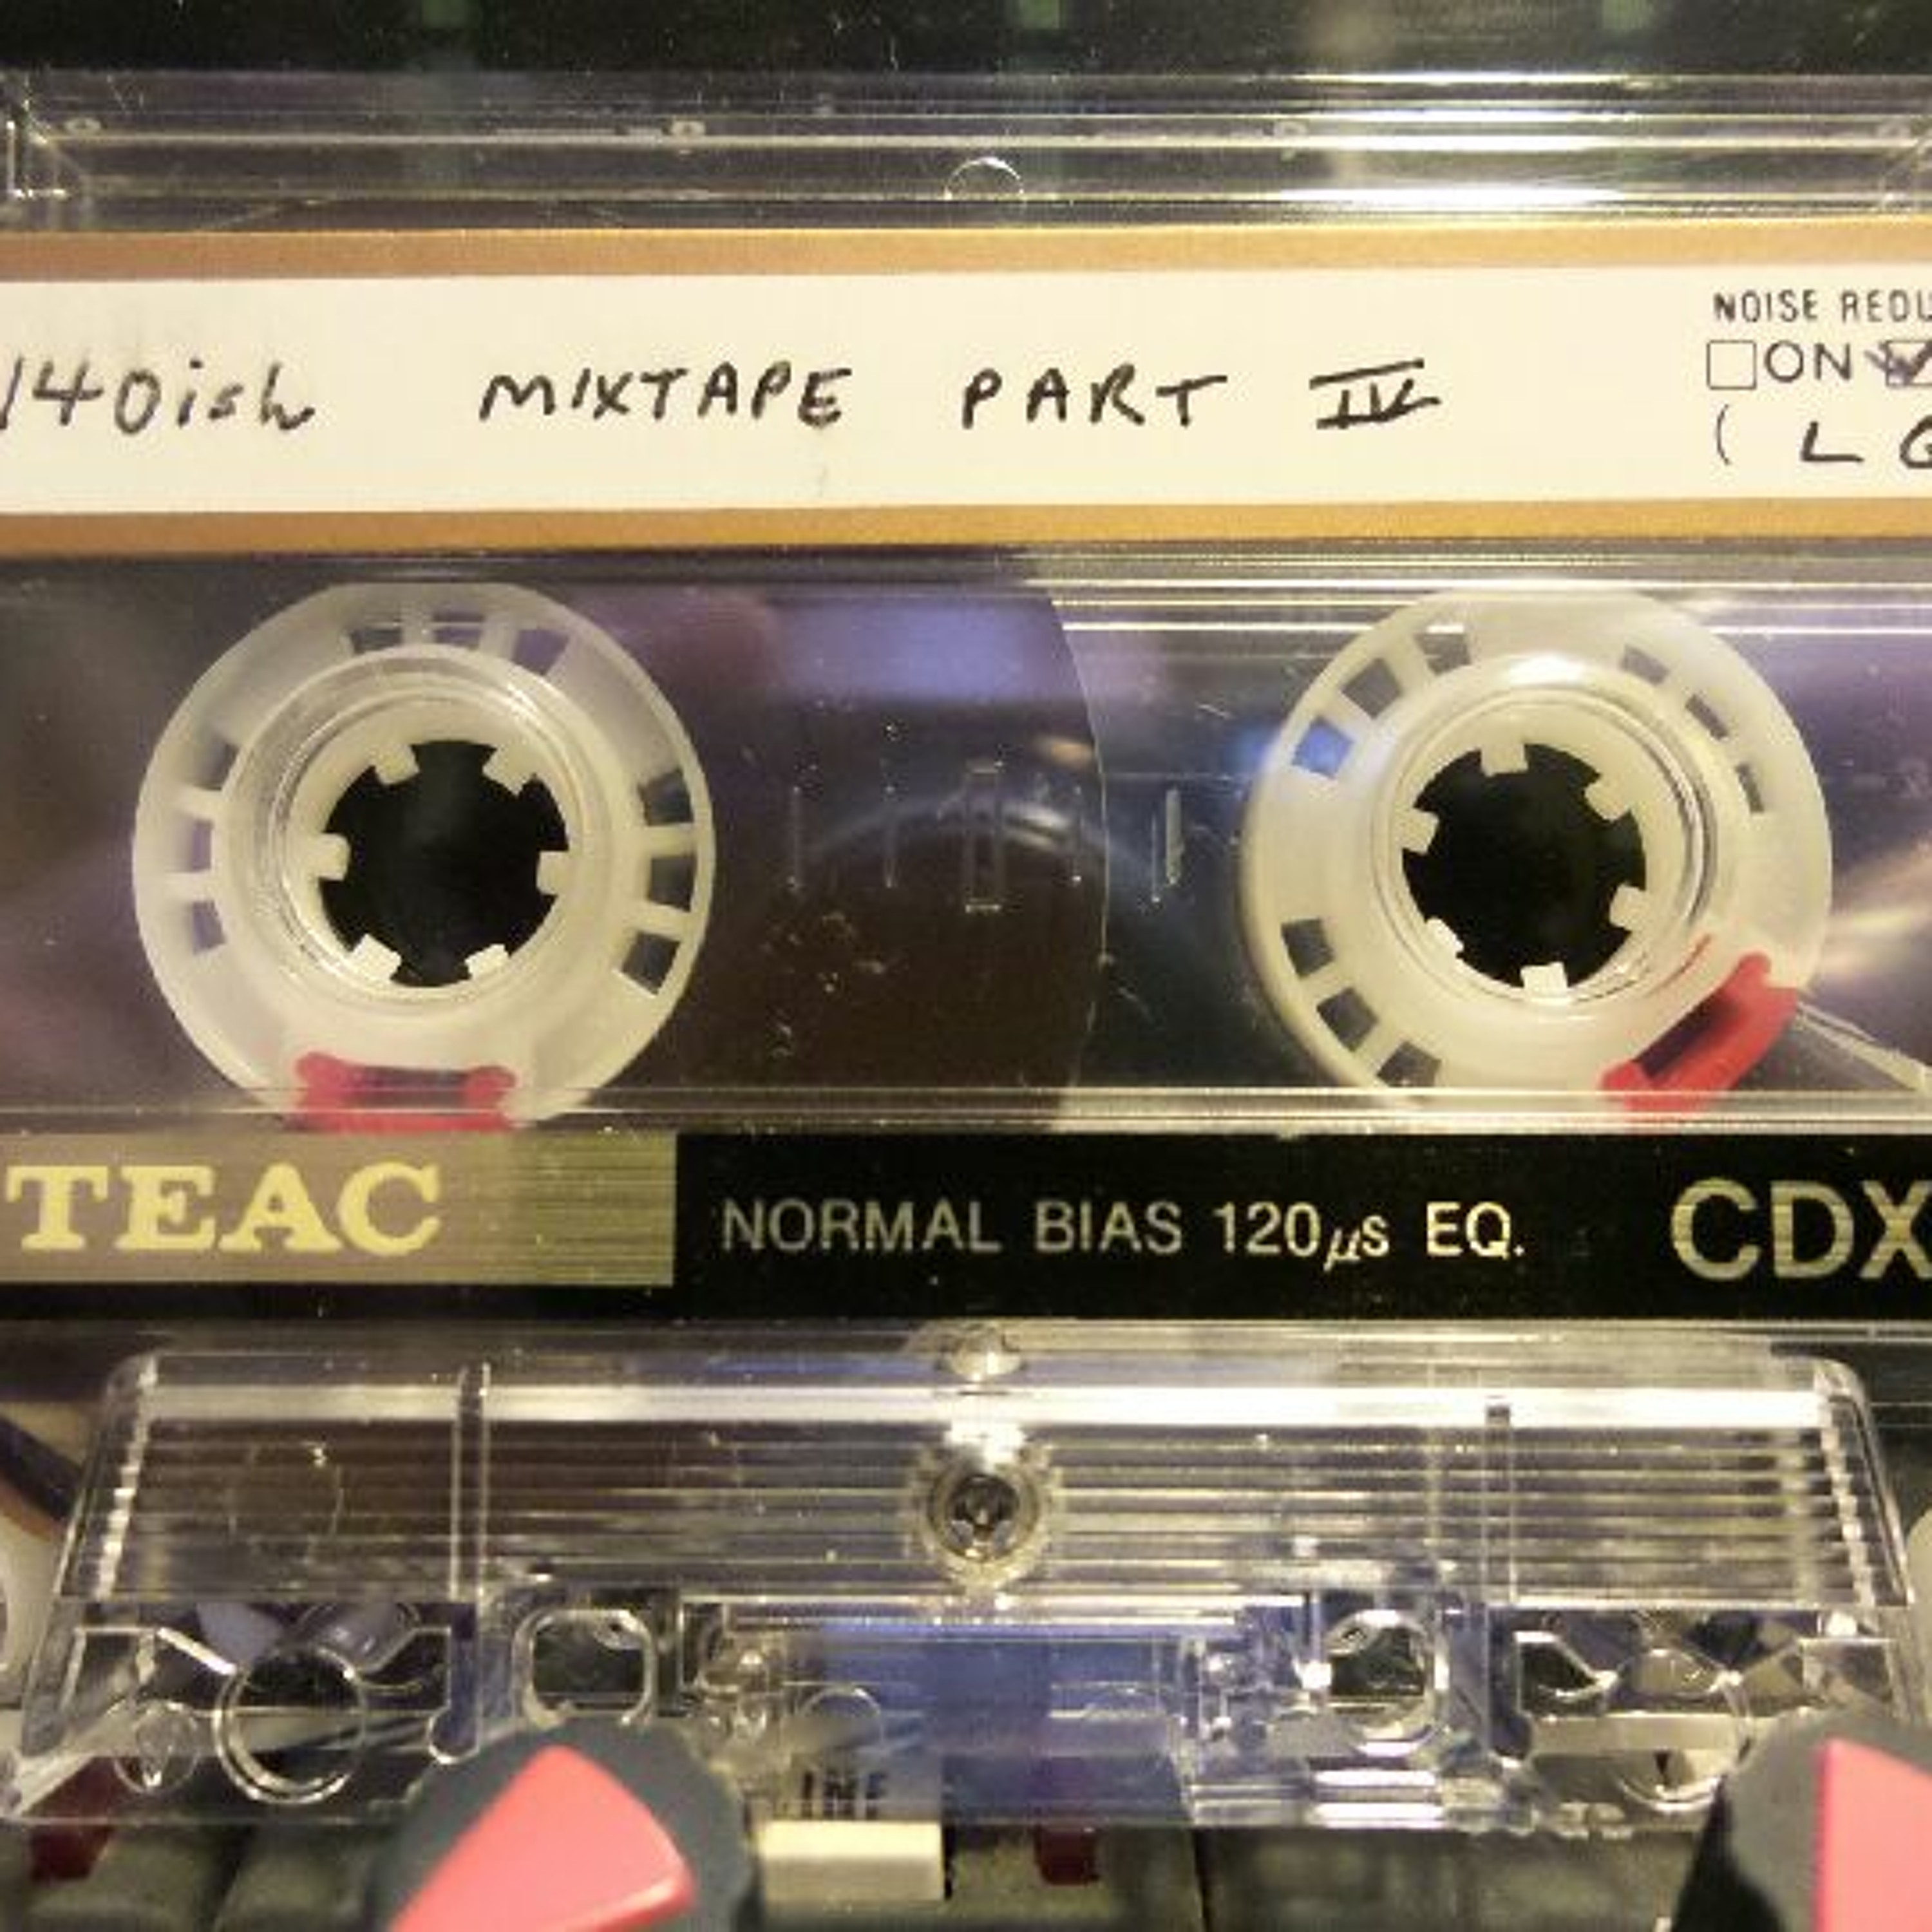 NOISE REDU
140ish MIXTAPE PART IV
ON
( L
TEAC NORMAL BIAS 120µs EQ. CDX